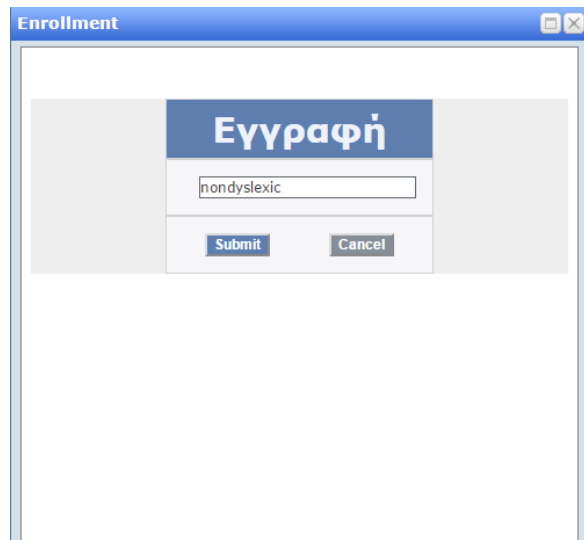 Enrollment
Εγγραφή
nondyslexic
Submit Cancel